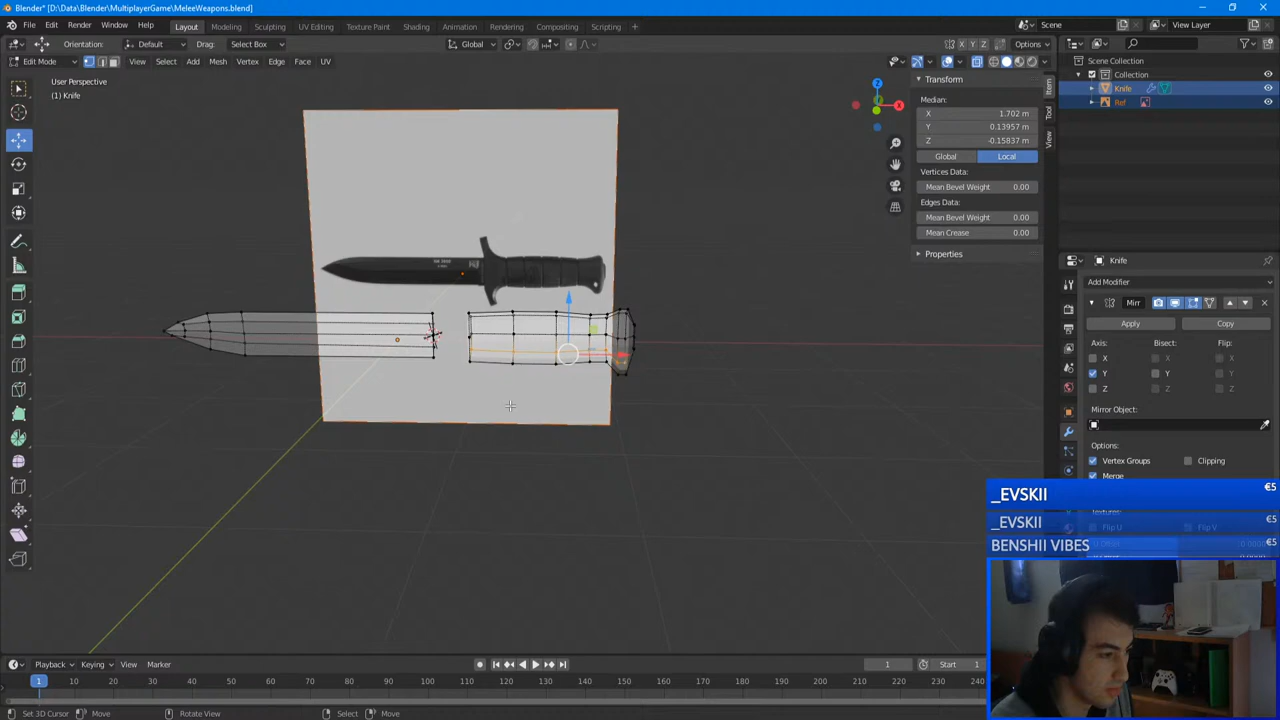 Blender* [D:\Data\Blender\MultiplayerGame\MeleeWeapons.blend]
File Edit Render Window Help Layout Modeling Sculpting UV Editing Texture Paint Shading Animation Rendering Compositing Scripting + Scene View Layer
Orientation: Default Drag: Select Box Global X Y Z Options
Edit Mode View Select Add Mesh Vertex Edge Face UV
User Perspective
(1) Knife
Scene Collection
Collection
Knife
Ref
Transform
Median:
X 1.702 m
Y 0.13957 m
Z -0.15837 m
Global Local
Vertices Data:
Mean Bevel Weight 0.00
Edges Data:
Mean Bevel Weight 0.00
Mean Crease 0.00
Properties
Item
Tool
View
Knife
Add Modifier
Mirr
Apply Copy
Axis: Bisect: Flip:
X X X
Y Y Y
Z Z Z
Mirror Object:
Options:
Vertex Groups Clipping
Merge
_EVSKII €5
_EVSKII €5
BENSHII VIBES €5
Playback Keying View Marker 1 Start 1
1 10 20 30 40 50 60 70 80 90 100 110 120 130 140 150 160 170 180 190 200 210 220 230 240
Set 3D Cursor Move Rotate View Select Move